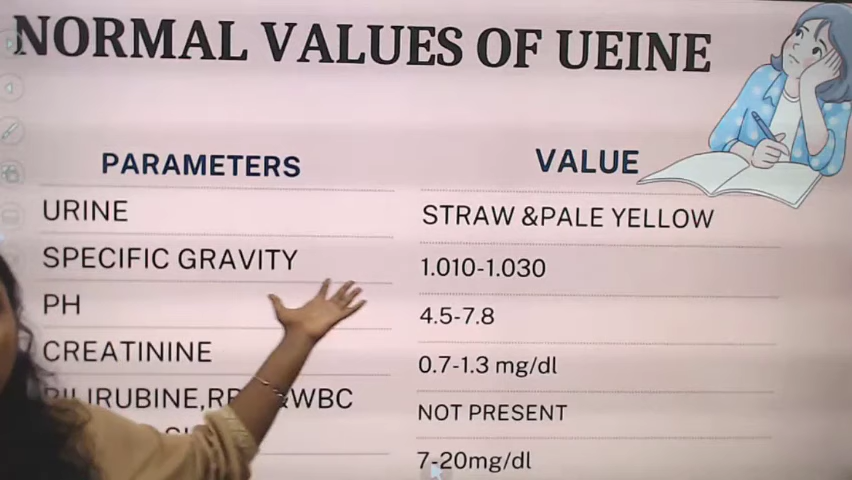 NORMAL VALUES OF UEINE
PARAMETERS VALUE
URINE STRAW &PALE YELLOW
SPECIFIC GRAVITY 1.010-1.030
PH 4.5-7.8
CREATININE 0.7-1.3 mg/dl
BILIRUBINE, &WBC NOT PRESENT
7-20mg/dl